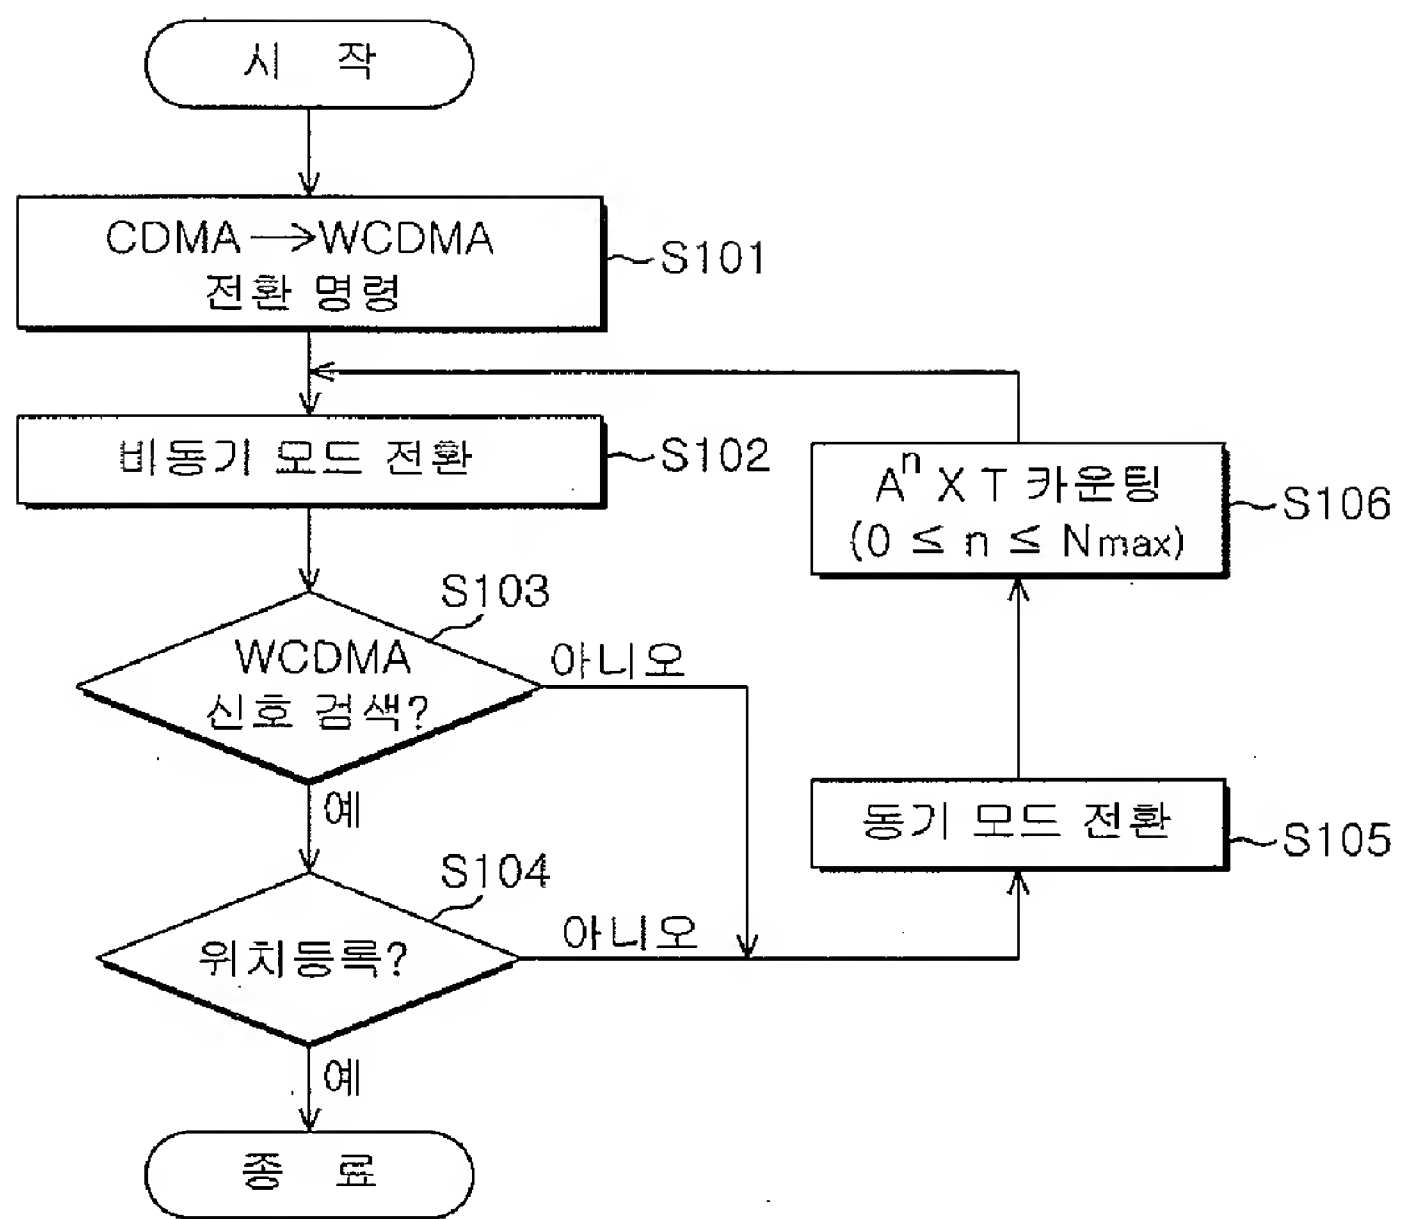 시 작
CDMA→WCDMA
전환 명령
S101
비동기 모드 전환
S102
S103
WCDMA
신호 검색?
아니오
예
S104
위치등록?
아니오
예
종 료
동기 모드 전환
S105
Aⁿ X T 카운팅
(0 ≤ n ≤ Nmax)
S106